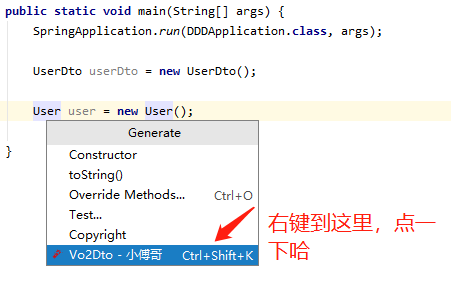 public static void main(String[] args) {
SpringApplication.run(DDDApplication.class, args);
UserDto userDto = new UserDto();
User user = new User();
Generate
Constructor
toString()
Override Methods... Ctrl+O
Test...
Copyright
Vo2Dto - 小傅哥 Ctrl+Shift+K
右键到这里，点一
下哈
}